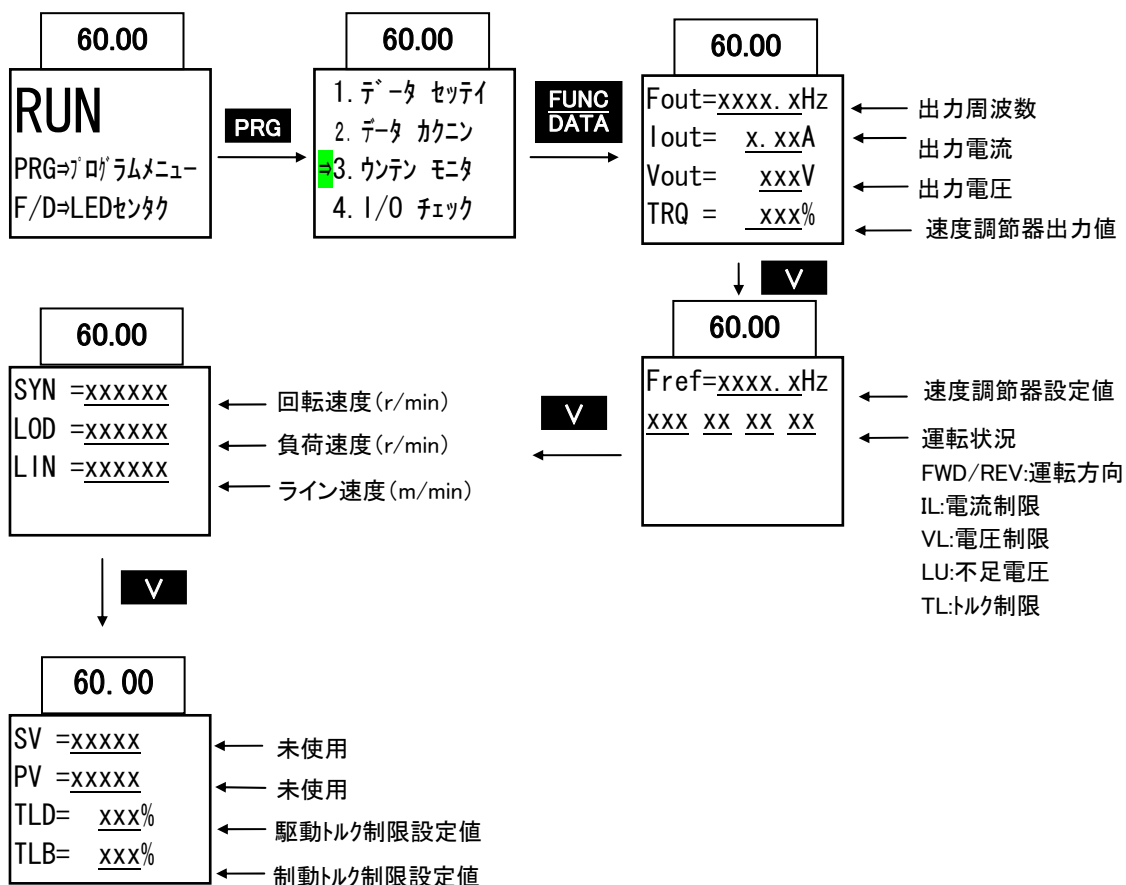 60.00
RUN
PRG⇒プログラムメニュー
F/D⇒LEDセンタク
PRG
60.00
1.データ セッテイ
2.データ カクニン
⇒3.ウンテン モニタ
4.I/O チェック
FUNC
DATA
60.00
Fout=xxxx.xHz
Iout= x.xxA
Vout= xxxV
TRQ = xxx%
出力周波数
出力電流
出力電圧
速度調節器出力値
∨
60.00
Fref=xxxx.xHz
xxx xx xx xx
速度調節器設定値
運転状況
FWD/REV:運転方向
IL:電流制限
VL:電圧制限
LU:不足電圧
TL:トルク制限
∨
60.00
SYN =xxxxxx
LOD =xxxxxx
LIN =xxxxxx
回転速度(r/min)
負荷速度(r/min)
ライン速度(m/min)
∨
60.00
SV =xxxxx
PV =xxxxx
TLD= xxx%
TLB= xxx%
未使用
未使用
駆動トルク制限設定値
制動トルク制限設定値